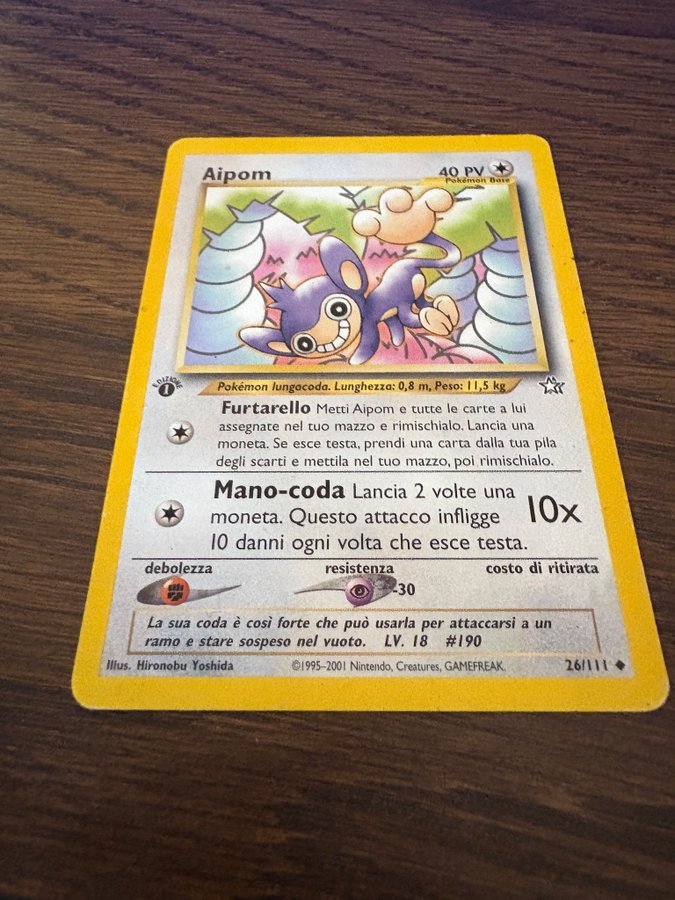 Aipom
40 PV
Pokémon Base
EDIZIONE
1
Pokémon lungacoda. Lunghezza: 0,8 m, Peso: 11,5 kg
Furtarello Metti Aipom e tutte le carte a lui
assegnate nel tuo mazzo e rimischialo. Lancia una
moneta. Se esce testa, prendi una carta dalla tua pila
degli scarti e mettila nel tuo mazzo, poi rimischialo.
Mano-coda Lancia 2 volte una
moneta. Questo attacco infligge
10 danni ogni volta che esce testa.
10x
debolezza resistenza costo di ritirata
-30
La sua coda è così forte che può usarla per attaccarsi a un
ramo e stare sospeso nel vuoto. LV. 18 #190
Illus. Hironobu Yoshida ©1995–2001 Nintendo, Creatures, GAMEFREAK. 26/111